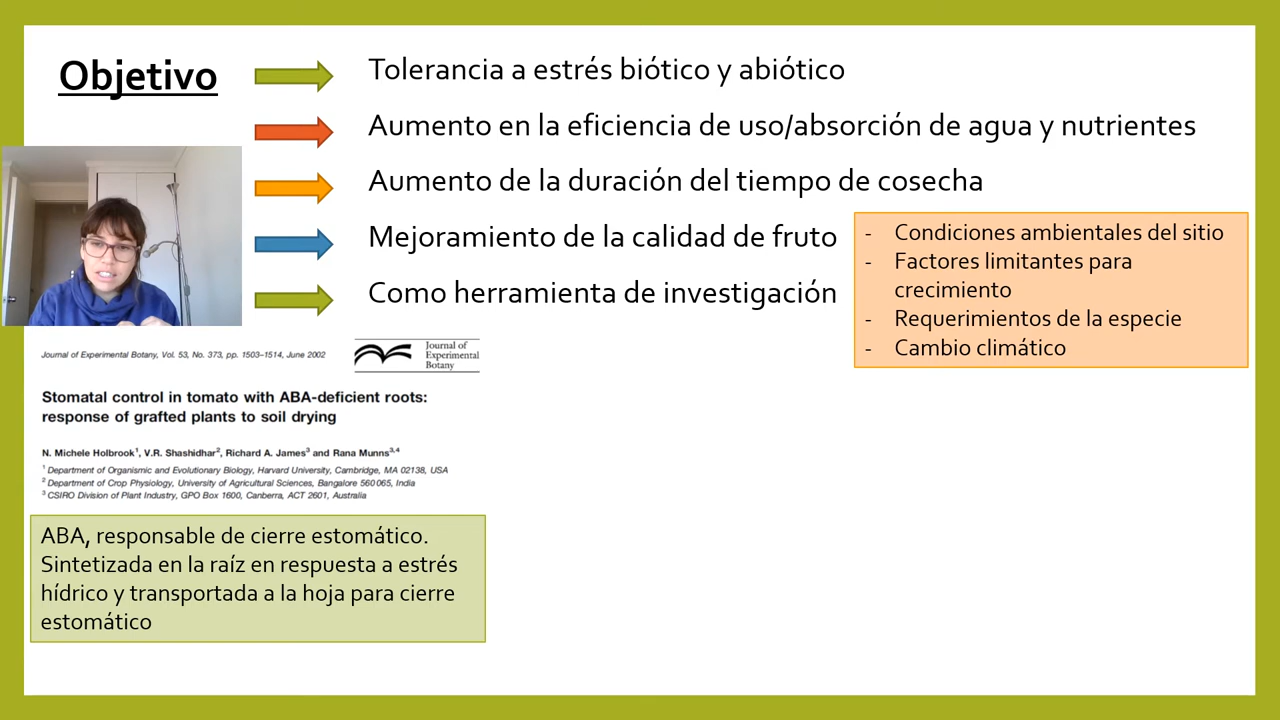 Objetivo
Tolerancia a estrés biótico y abiótico
Aumento en la eficiencia de uso/absorción de agua y nutrientes
Aumento de la duración del tiempo de cosecha
Mejoramiento de la calidad de fruto
Como herramienta de investigación
- Condiciones ambientales del sitio
- Factores limitantes para
crecimiento
- Requerimientos de la especie
- Cambio climático
Journal of Experimental Botany, Vol. 53, No. 373, pp. 1503–1514, June 2002
Journal of
Experimental
Botany
Stomatal control in tomato with ABA-deficient roots:
response of grafted plants to soil drying
N. Michele Holbrook1, V.R. Shashidhar2, Richard A. James3 and Rana Munns3,4
1 Department of Organismic and Evolutionary Biology, Harvard University, Cambridge, MA 02138, USA
2 Department of Crop Physiology, University of Agricultural Sciences, Bangalore 560 065, India
3 CSIRO Division of Plant Industry, GPO Box 1600, Canberra, ACT 2601, Australia
ABA, responsable de cierre estomático.
Sintetizada en la raíz en respuesta a estrés
hídrico y transportada a la hoja para cierre
estomático